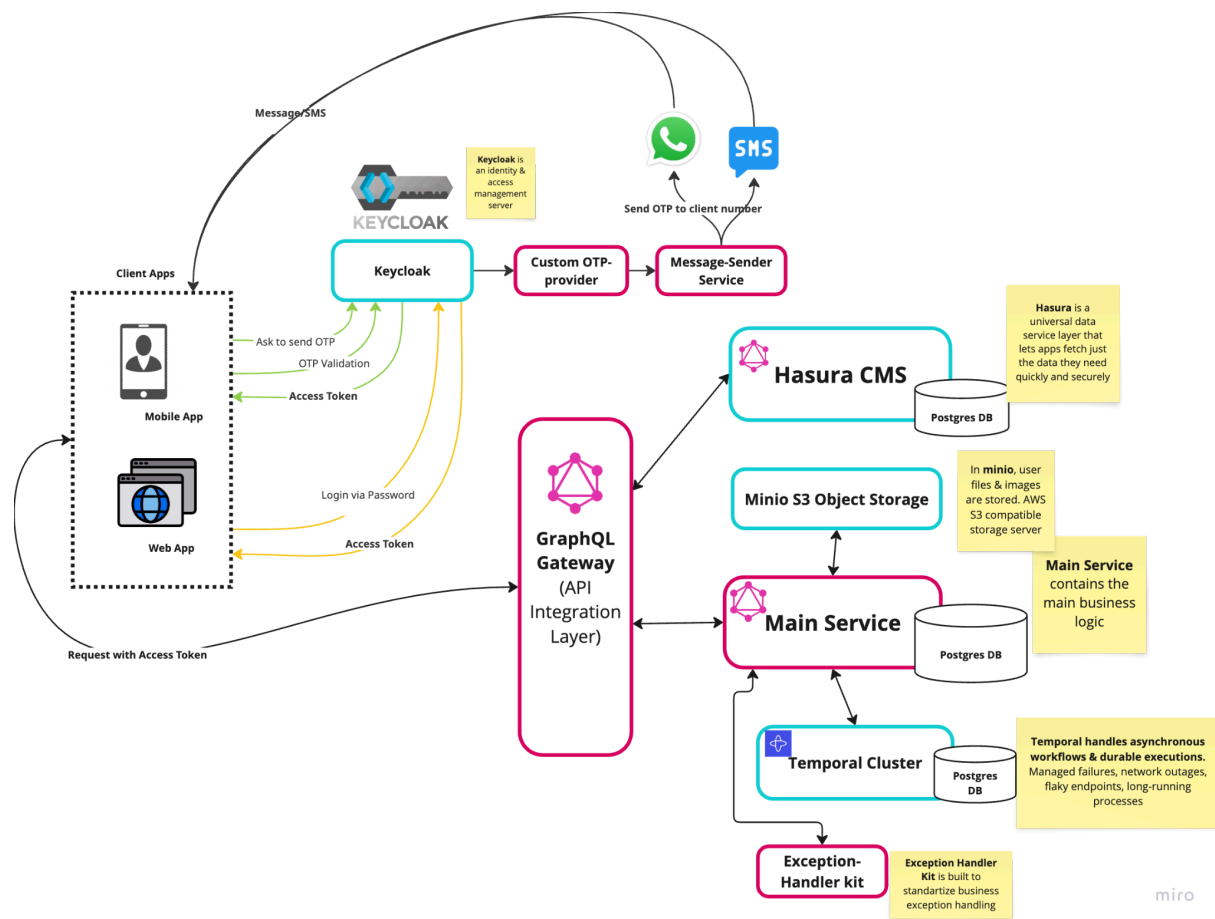 Message/SMS
SMS
Keycloak is
an identity &
access
management
server
KEYCLOAK
Send OTP to client number
Keycloak
Custom OTP-
provider
Message-Sender
Service
Client Apps
Ask to send OTP
OTP Validation
Access Token
Mobile App
Login via Password
Access Token
Web App
Request with Access Token
GraphQL
Gateway
(API
Integration
Layer)
Hasura CMS
Postgres DB
Hasura is a
universal data
service layer that
lets apps fetch just
the data they need
quickly and securely
Minio S3 Object Storage
In minio, user
files & images
are stored. AWS
S3 compatible
storage server
Main Service
Postgres DB
Main Service
contains the
main business
logic
Temporal Cluster
Postgres
DB
Temporal handles asynchronous
workflows & durable executions.
Managed failures, network outages,
flaky endpoints, long-running
processes
Exception-
Handler kit
Exception Handler
Kit is built to
standartize business
exception handling
miro